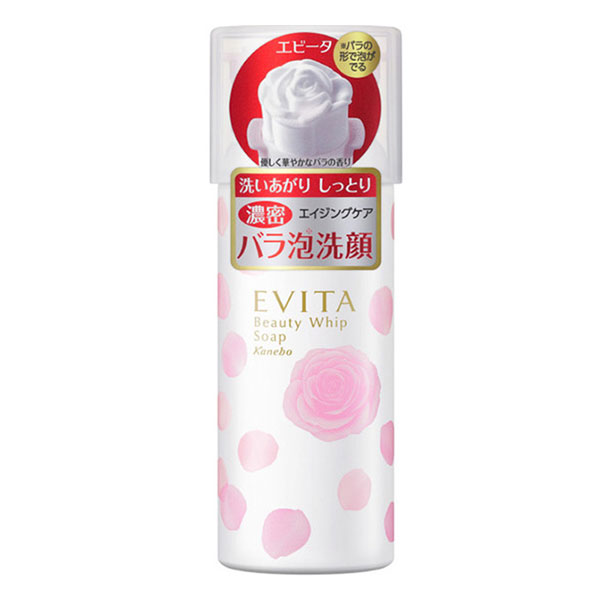 エビータ
※バラの
形で泡が
でる
優しく華やかなバラの香り
洗いあがり しっとり
濃密
エイジングケア
バラ泡洗顔
※
EVITA
Beauty Whip
Soap
Kanebo